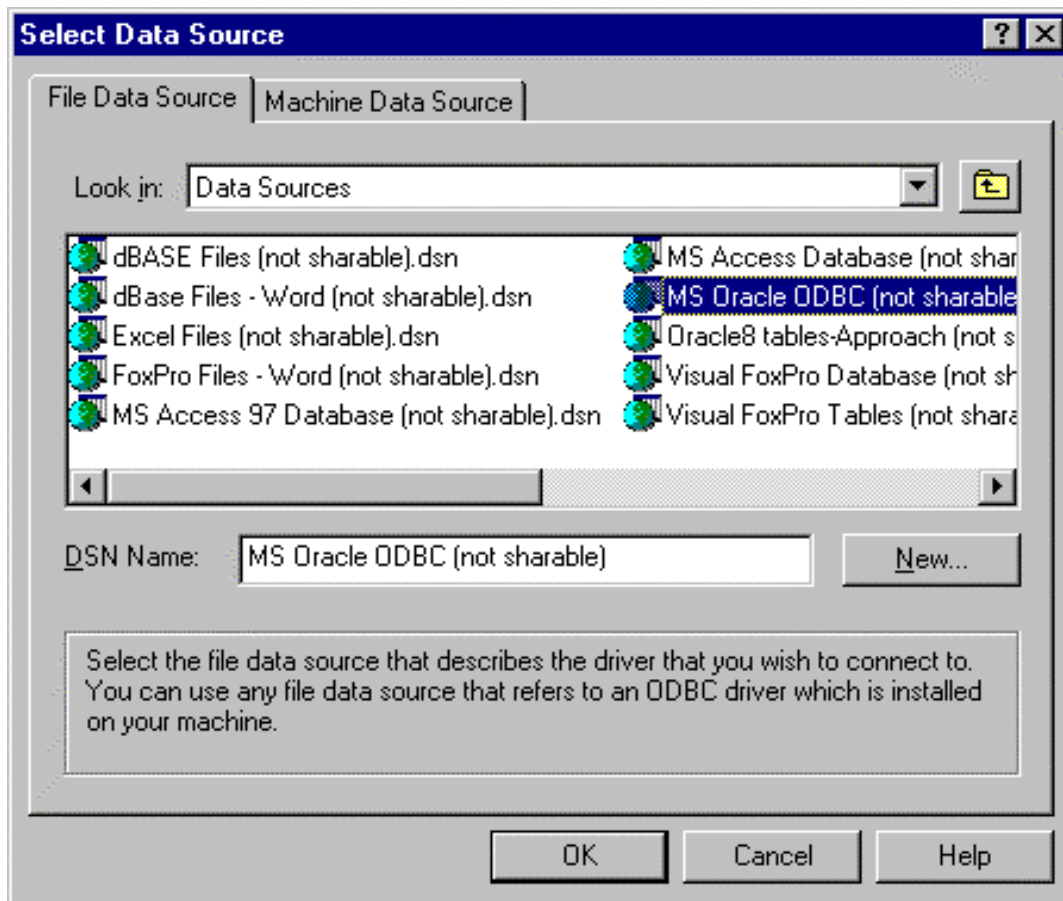 Select Data Source
File Data Source
Machine Data Source
Look in:
Data Sources
dBASE Files (not sharable).dsn
dBase Files - Word (not sharable).dsn
Excel Files (not sharable).dsn
FoxPro Files - Word (not sharable).dsn
MS Access 97 Database (not sharable).dsn
MS Access Database (not shar
MS Oracle ODBC (not sharable
Oracle8 tables-Approach (not s
Visual FoxPro Database (not sh
Visual FoxPro Tables (not shara
DSN Name:
MS Oracle ODBC (not sharable)
New...
Select the file data source that describes the driver that you wish to connect to.
You can use any file data source that refers to an ODBC driver which is installed
on your machine.
OK
Cancel
Help